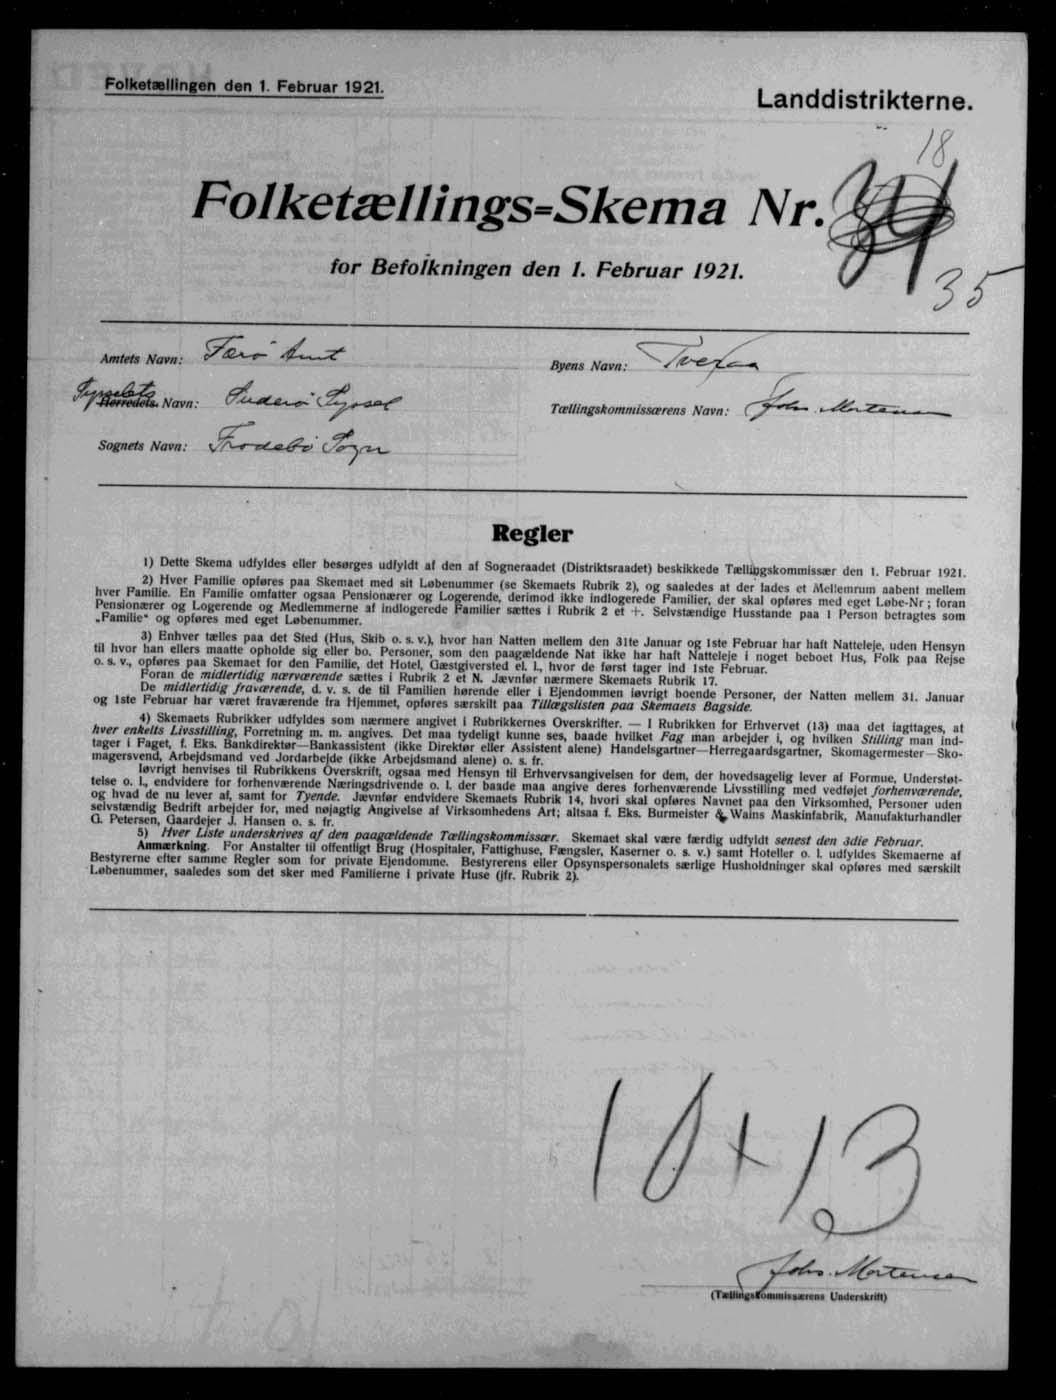 Folketællingen den 1. Februar 1921.
Landdistrikterne.
18
Folketællings=Skema Nr. 34
35
for Befolkningen den 1. Februar 1921.
Amtets Navn: Færø Amt
Byens Navn: Tveraa
Sysselets
Herredets Navn: Suderø Syssel
Tællingskommissærens Navn: Johs. Mortensen
Sognets Navn: Frodebø Sogn
Regler
1) Dette Skema udfyldes eller besørges udfyldt af den af Sogneraadet (Distriktsraadet) beskikkede Tællingskommissær den 1. Februar 1921.
2) Hver Familie opføres paa Skemaet med sit Løbenummer (se Skemaets Rubrik 2), og saaledes at der lades et Mellemrum aabent mellem
hver Familie. En Familie omfatter ogsaa Pensionærer og Logerende, derimod ikke indlogerede Familier, der skal opføres med eget Løbe-Nr; foran
Pensionærer og Logerende og Medlemmerne af indlogerede Familier sættes i Rubrik 2 et +. Selvstændige Husstande paa 1 Person betragtes som
„Familie“ og opføres med eget Løbenummer.
3) Enhver tælles paa det Sted (Hus, Skib o. s. v.), hvor han Natten mellem den 31te Januar og 1ste Februar har haft Natteleje, uden Hensyn
til hvor han ellers maatte opholde sig eller bo. Personer, som den paagældende Nat ikke har haft Natteleje i noget beboet Hus, Folk paa Rejse
o. s. v., opføres paa Skemaet for den Familie, det Hotel, Gæstgiversted el. l., hvor de først tager ind 1ste Februar.
Foran de midlertidig nærværende sættes i Rubrik 2 et N. Jævnfør nærmere Skemaets Rubrik 17.
De midlertidig fraværende, d. v. s. de til Familien hørende eller i Ejendommen iøvrigt boende Personer, der Natten mellem 31. Januar
og 1ste Februar har været fraværende fra Hjemmet, opføres særskilt paa Tillægslisten paa Skemaets Bagside.
4) Skemaets Rubrikker udfyldes som nærmere angivet i Rubrikkernes Overskrifter. — I Rubrikken for Erhvervet (13) maa det iagttages, at
hver enkelts Livsstilling, Forretning m. m. angives. Det maa tydeligt kunne ses, baade hvilket Fag man arbejder i, og hvilken Stilling man ind-
tager i Faget, f. Eks. Bankdirektør—Bankassistent (ikke Direktør eller Assistent alene) Handelsgartner—Herregaardsgartner, Skomagermester—Sko-
magersvend, Arbejdsmand ved Jordarbejde (ikke Arbejdsmand alene) o. s. fr.
Iøvrigt henvises til Rubrikkens Overskrift, ogsaa med Hensyn til Erhvervsangivelsen for dem, der hovedsagelig lever af Formue, Understøt-
telse o. l., endvidere for forhenværende Næringsdrivende o. l. der baade maa angive deres forhenværende Livsstilling med vedføjet forhenværende,
og hvad de nu lever af, samt for Tyende. Jævnfør endvidere Skemaets Rubrik 14, hvori skal opføres Navnet paa den Virksomhed, Personer uden
selvstændig Bedrift arbejder for, med nøjagtig Angivelse af Virksomhedens Art; altsaa f. Eks. Burmeister & Wains Maskinfabrik, Manufakturhandler
G. Petersen, Gaardejer J. Hansen o. s. fr.
5) Hver Liste underskrives af den paagældende Tællingskommissær. Skemaet skal være færdig udfyldt senest den 3die Februar.
Anmærkning. For Anstalter til offentligt Brug (Hospitaler, Fattighuse, Fængsler, Kaserner o. s. v.) samt Hoteller o. l. udfyldes Skemaerne af
Bestyrerne efter samme Regler som for private Ejendomme. Bestyrerens eller Opsynspersonalets særlige Husholdninger skal opføres med særskilt
Løbenummer, saaledes som det sker med Familierne i private Huse (jfr. Rubrik 2).
10 + 13
Johs. Mortensen
(Tællingskommissærens Underskrift)